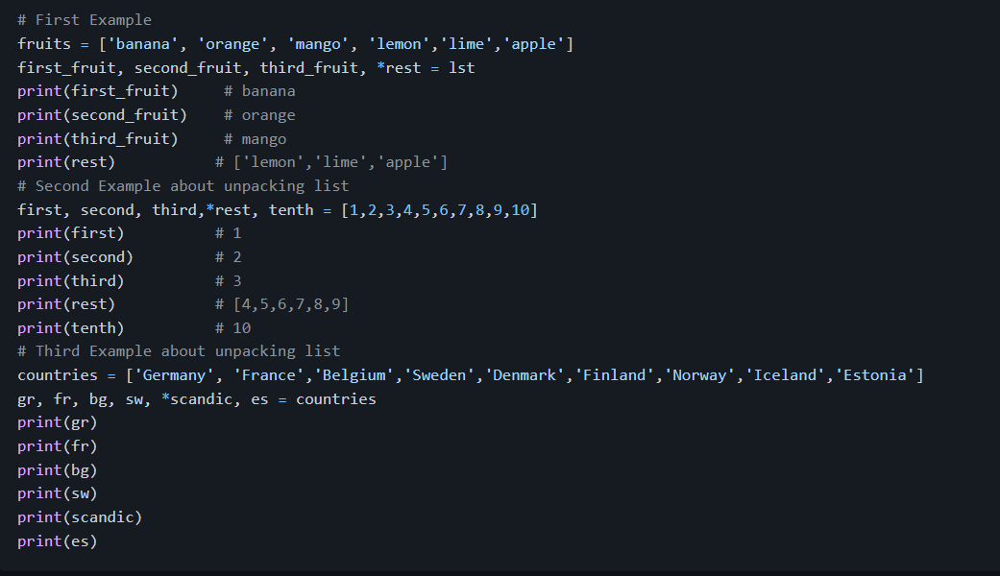 # First Example
fruits = ['banana', 'orange', 'mango', 'lemon','lime','apple']
first_fruit, second_fruit, third_fruit, *rest = lst
print(first_fruit)     # banana
print(second_fruit)    # orange
print(third_fruit)     # mango
print(rest)           # ['lemon','lime','apple']
# Second Example about unpacking list
first, second, third,*rest, tenth = [1,2,3,4,5,6,7,8,9,10]
print(first)          # 1
print(second)         # 2
print(third)          # 3
print(rest)           # [4,5,6,7,8,9]
print(tenth)          # 10
# Third Example about unpacking list
countries = ['Germany', 'France','Belgium','Sweden','Denmark','Finland','Norway','Iceland','Estonia']
gr, fr, bg, sw, *scandic, es = countries
print(gr)
print(fr)
print(bg)
print(sw)
print(scandic)
print(es)